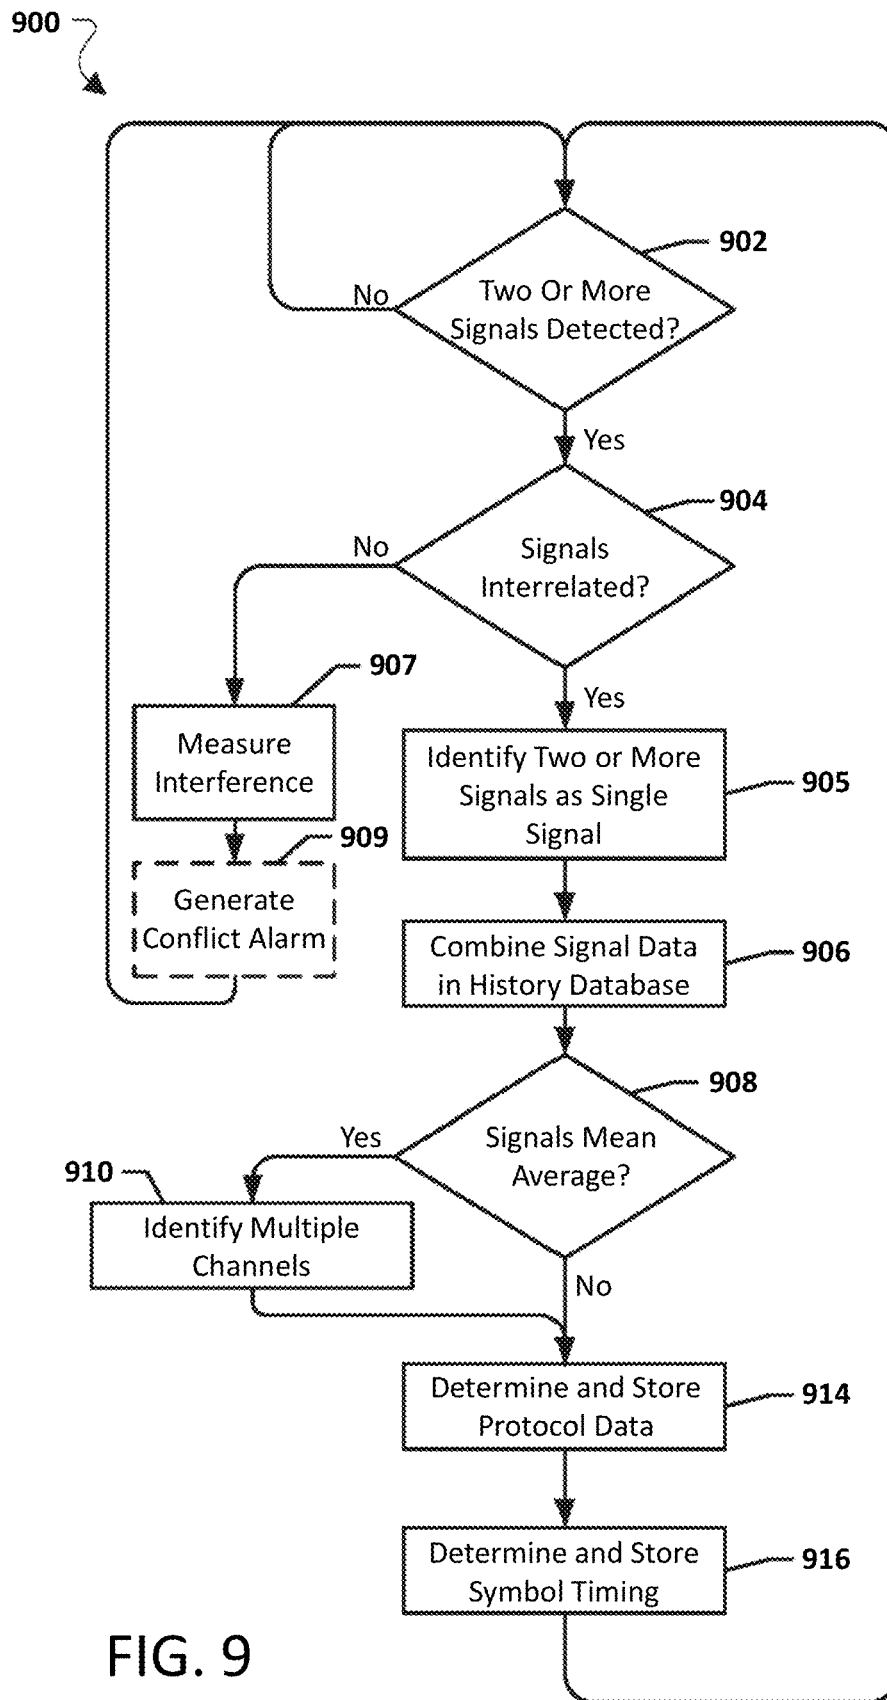 900
902
No
Two Or More
Signals Detected?
Yes
904
No
Signals
Interrelated?
907
Yes
Measure
Interference
Identify Two or More
Signals as Single
Signal
905
909
Generate
Conflict Alarm
Combine Signal Data
in History Database
906
908
Yes
Signals Mean
Average?
910
Identify Multiple
Channels
No
Determine and Store
Protocol Data
914
Determine and Store
Symbol Timing
916
FIG. 9